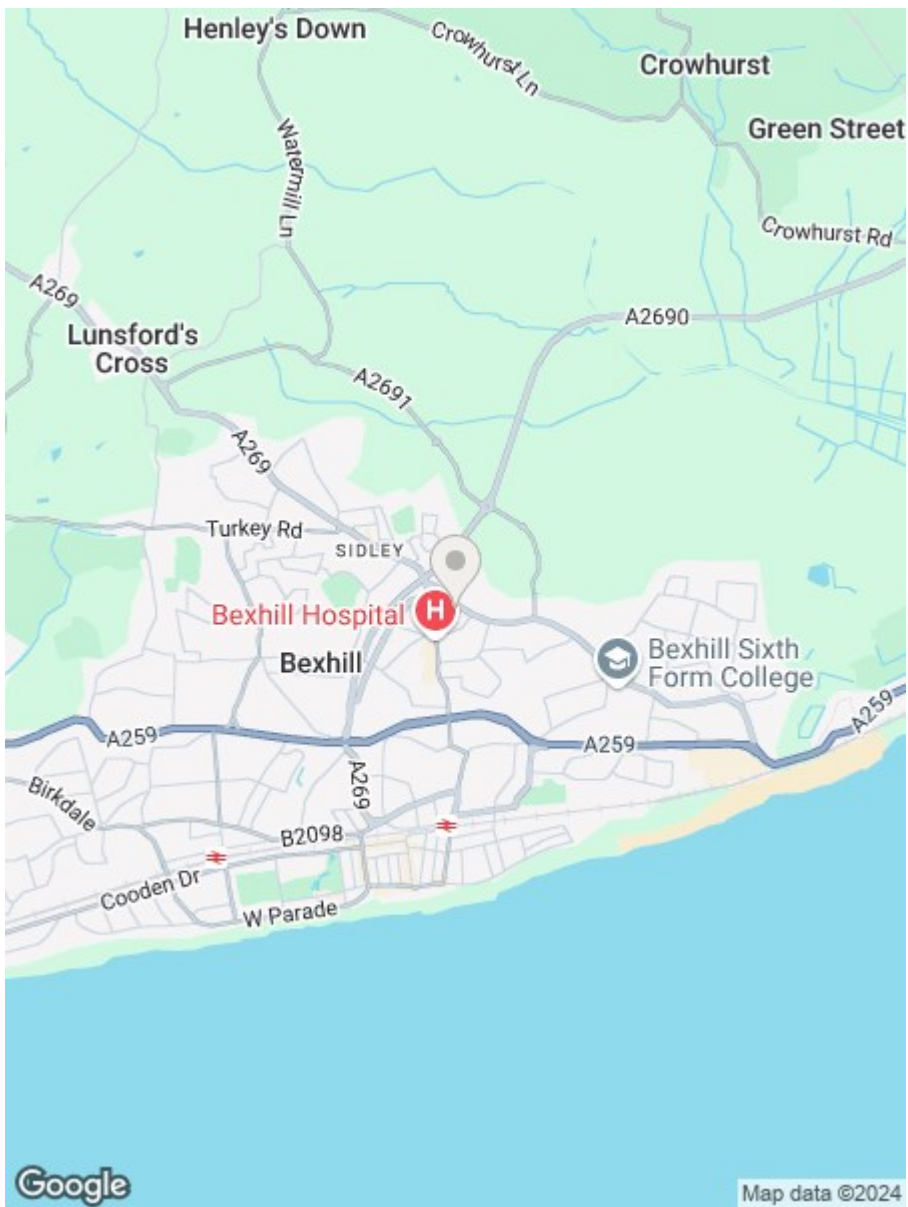 Henley's Down
Crowhurst Ln
Crowhurst
Green Street
Watermill Ln
Crowhurst Rd
A269
A2690
Lunsford's
Cross
A2691
A269
Turkey Rd
SIDLEY
Bexhill Hospital
H
Bexhill
Bexhill Sixth
Form College
A259
A259
A259
A269
Birkdale
B2098
Cooden Dr
W Parade
Google
Map data ©2024